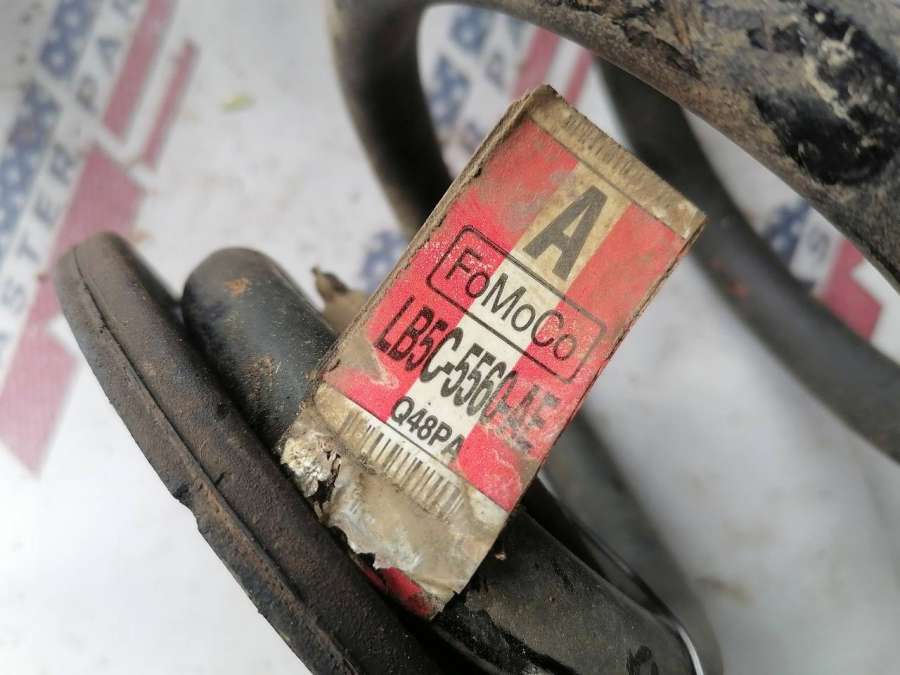 A
FoMoCo
LB5C-5560-AE
Q48PA